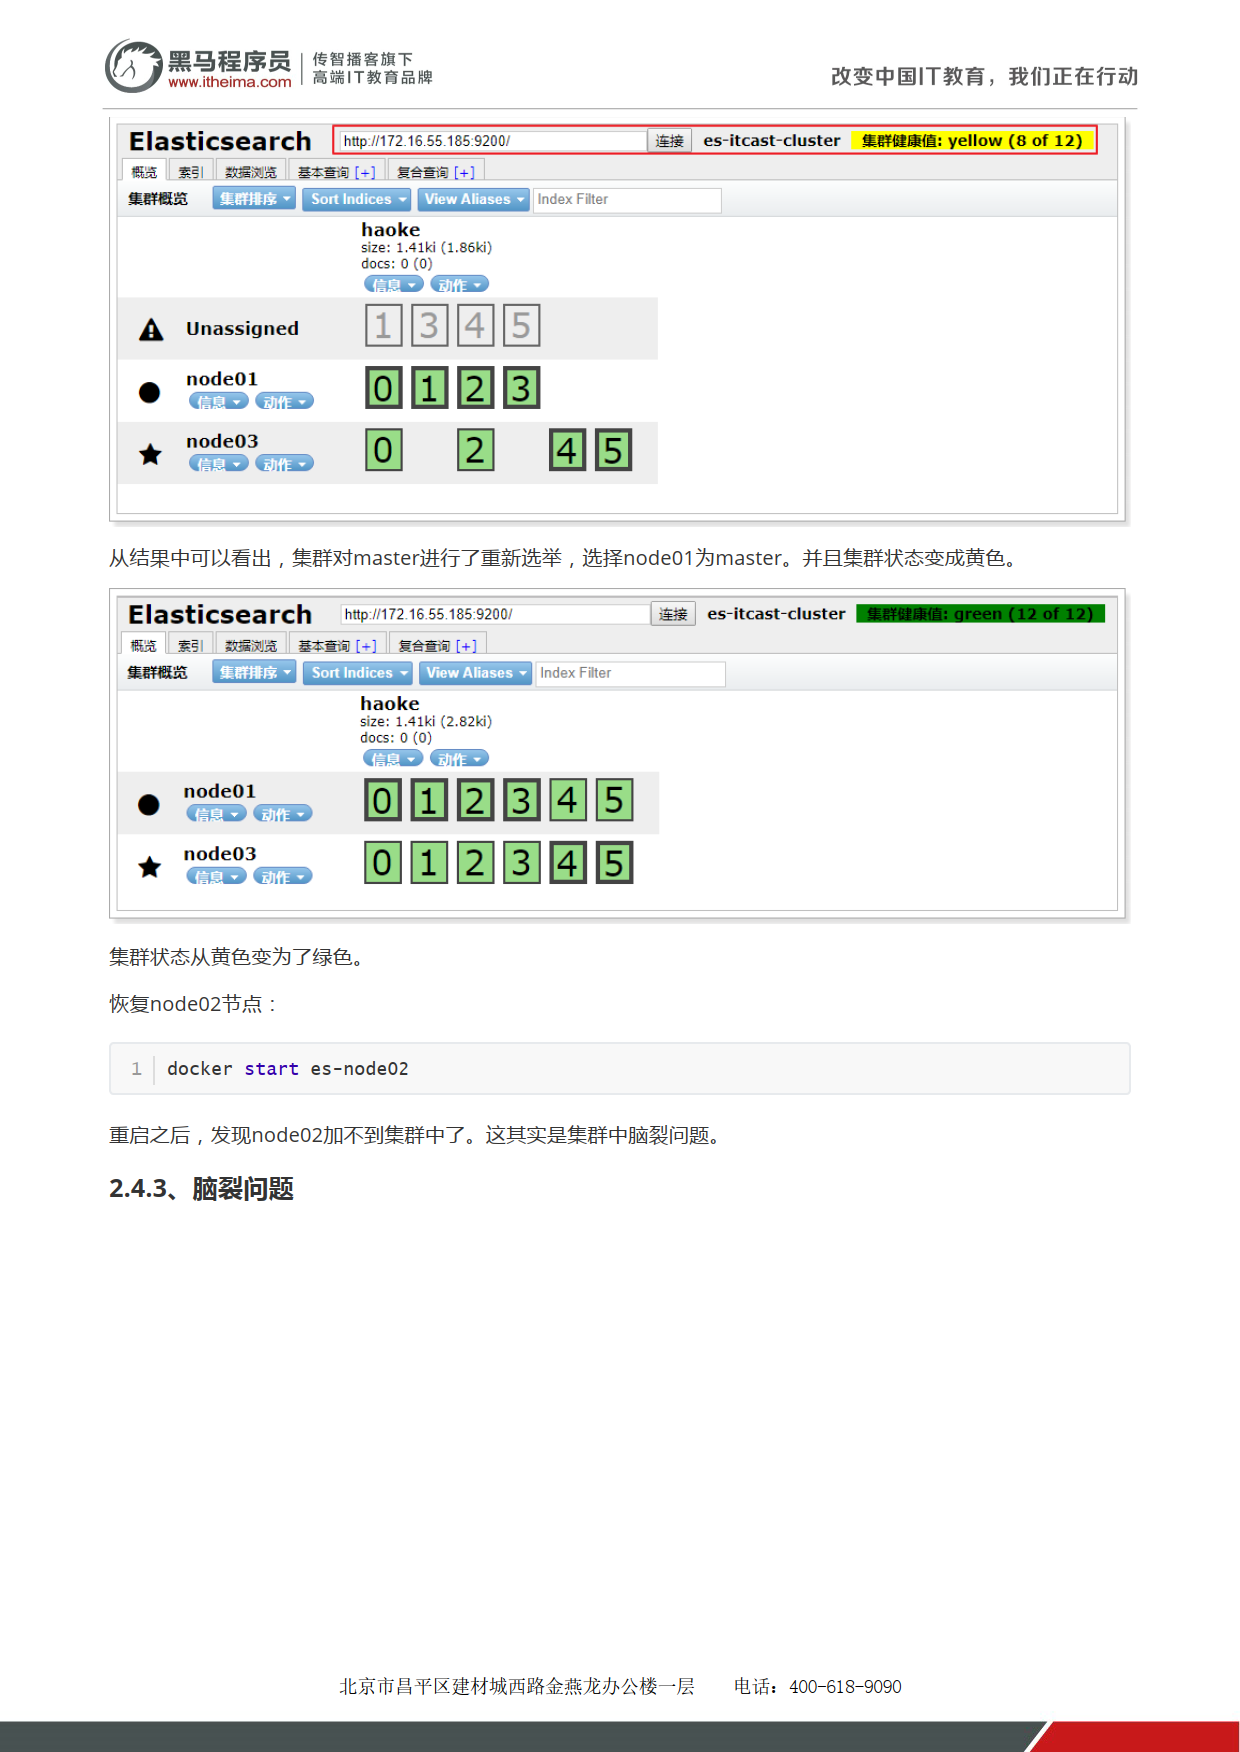 黑马程序员
www.itheima.com
传智播客旗下
高端IT教育品牌
改变中国IT教育，我们正在行动
Elasticsearch http://172.16.55.185:9200/ 连接 es-itcast-cluster 集群健康值: yellow (8 of 12)
概览 索引 数据浏览 基本查询 [+] 复合查询 [+]
集群概览 集群排序 Sort Indices View Aliases Index Filter
haoke
size: 1.41ki (1.86ki)
docs: 0 (0)
信息 动作
Unassigned 1 3 4 5
node01 0 1 2 3
信息 动作
node03 0 2 4 5
信息 动作
从结果中可以看出，集群对master进行了重新选举，选择node01为master。并且集群状态变成黄色。
Elasticsearch http://172.16.55.185:9200/ 连接 es-itcast-cluster 集群健康值: green (12 of 12)
概览 索引 数据浏览 基本查询 [+] 复合查询 [+]
集群概览 集群排序 Sort Indices View Aliases Index Filter
haoke
size: 1.41ki (2.82ki)
docs: 0 (0)
信息 动作
node01 0 1 2 3 4 5
信息 动作
node03 0 1 2 3 4 5
信息 动作
集群状态从黄色变为了绿色。
恢复node02节点：
1 docker start es-node02
重启之后，发现node02加不到集群中了。这其实是集群中脑裂问题。
2.4.3、脑裂问题
北京市昌平区建材城西路金燕龙办公楼一层 电话：400-618-9090